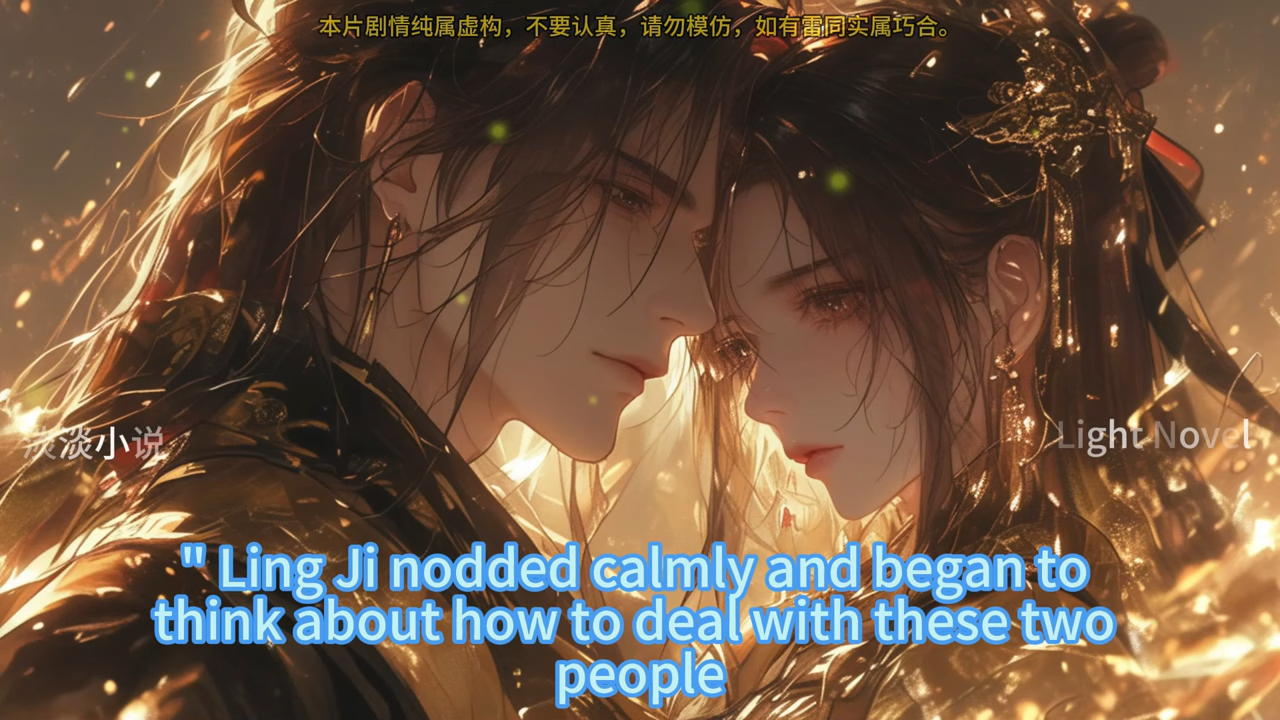 本片剧情纯属虚构，不要认真，请勿模仿，如有雷同实属巧合。
淡淡小说
Light Novel
" Ling Ji nodded calmly and began to
think about how to deal with these two
people